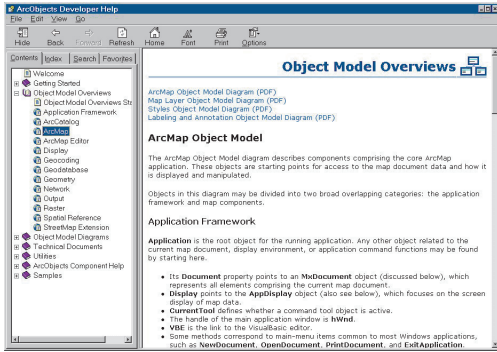 ArcObjects Developer Help
File Edit View Go
Hide Back Forward Refresh Home Font Print Options
Contents Index Search Favorites
Welcome
Getting Started
Object Model Overviews
Object Model Overviews Sta
Application Framework
ArcCatalog
ArcMap
ArcMap Editor
Display
Geocoding
Geodatabase
Geometry
Network
Output
Raster
Spatial Reference
StreetMap Extension
Object Model Diagrams
Technical Documents
Utilities
ArcObjects Component Help
Samples
Object Model Overviews
ArcMap Object Model Diagram (PDF)
Map Layer Object Model Diagram (PDF)
Styles Object Model Diagram (PDF)
Labeling and Annotation Object Model Diagram (PDF)
ArcMap Object Model
The ArcMap Object Model diagram describes components comprising the core ArcMap
application. These objects are starting points for access to the map document data and how it
is displayed and manipulated.
Objects in this diagram may be divided into two broad overlapping categories: the application
framework and map components.
Application Framework
Application is the root object for the running application. Any other object related to the
current map document, display environment, or application command functions may be found
by starting here.
• Its Document property points to an MxDocument object (discussed below), which
represents all elements comprising the current map document.
• Display points to the AppDisplay object (also see below), which focuses on the screen
display of map data.
• CurrentTool defines whether a command tool object is active.
• The handle of the main application window is hWnd.
• VBE is the link to the VisualBasic editor.
• Some methods correspond to main-menu items common to most Windows applications,
such as NewDocument, OpenDocument, PrintDocument, and ExitApplication.